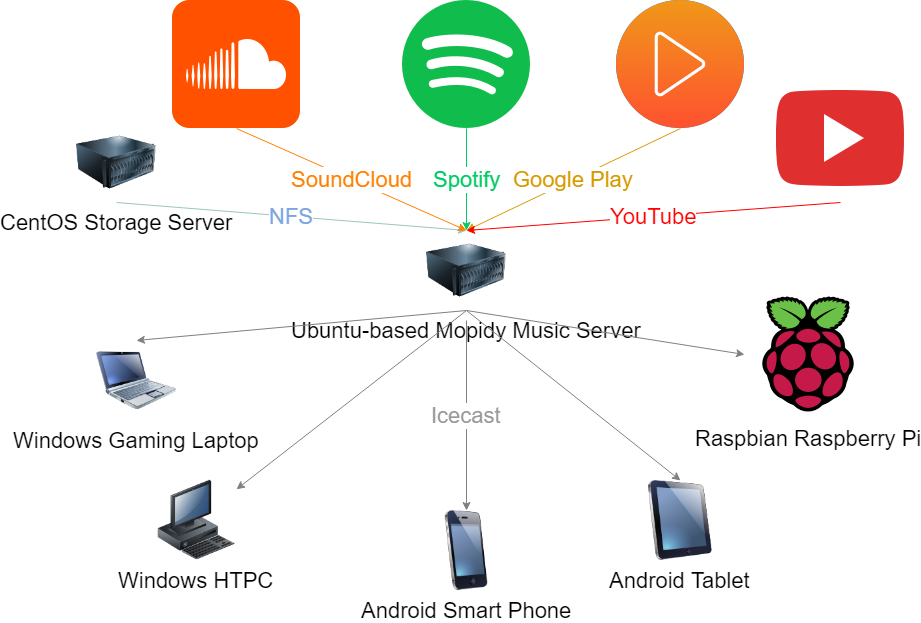 SoundCloud
Spotify
Google Play
NFS
YouTube
CentOS Storage Server
Ubuntu-based Mopidy Music Server
Icecast
Windows Gaming Laptop
Raspbian Raspberry Pi
Windows HTPC
Android Tablet
Android Smart Phone